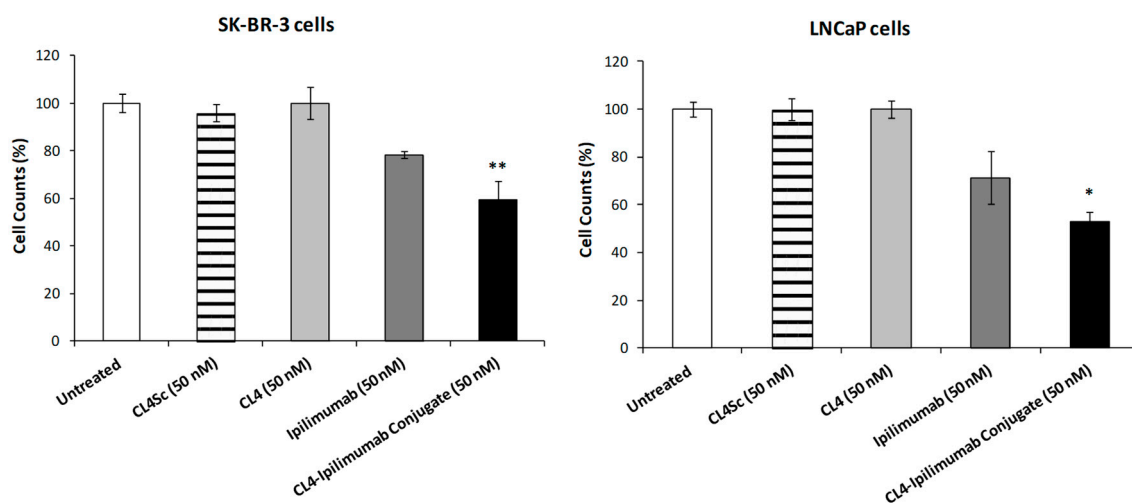 SK-BR-3 cells
120
100
80
60
40
20
0
Cell Counts (%)
**
Untreated
CL4Sc (50 nM)
CL4 (50 nM)
Ipilimumab (50 nM)
CL4-Ipilimumab Conjugate (50 nM)
LNCaP cells
120
100
80
60
40
20
0
Cell Counts (%)
*
Untreated
CL4Sc (50 nM)
CL4 (50 nM)
Ipilimumab (50 nM)
CL4-Ipilimumab Conjugate (50 nM)